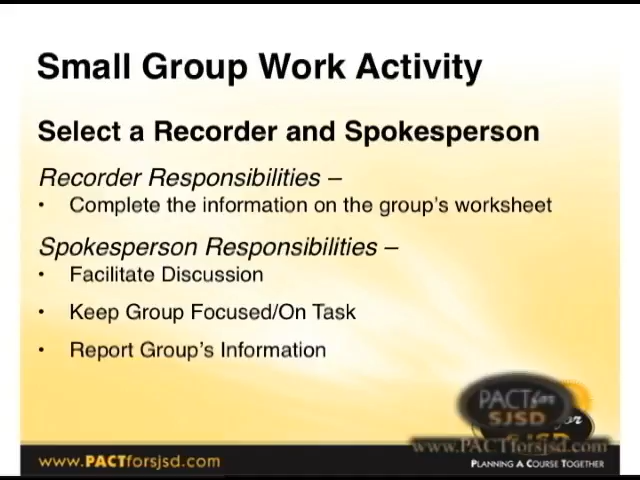 Small Group Work Activity
Select a Recorder and Spokesperson
Recorder Responsibilities –
• Complete the information on the group's worksheet
Spokesperson Responsibilities –
• Facilitate Discussion
• Keep Group Focused/On Task
• Report Group's Information
PACTfor
SJSD
for
SJSD
www.PACTforsjsd.com
www.PACTforsjsd.com
PLANNING A COURSE TOGETHER